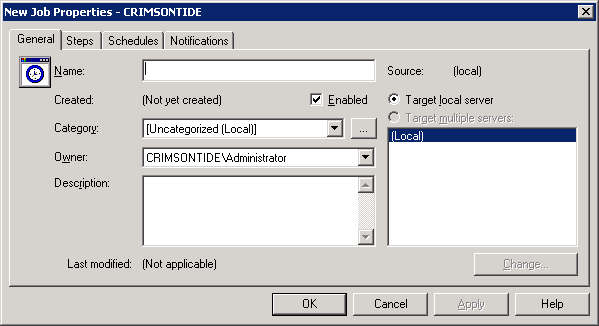 New Job Properties - CRIMSONTIDE
General Steps Schedules Notifications
Name: Source: (local)
Created: (Not yet created) Enabled Target local server
Target multiple servers:
Category: [Uncategorized (Local)] ... (Local)
Owner: CRIMSONTIDE\Administrator
Description:
Last modified: (Not applicable) Change...
OK Cancel Apply Help